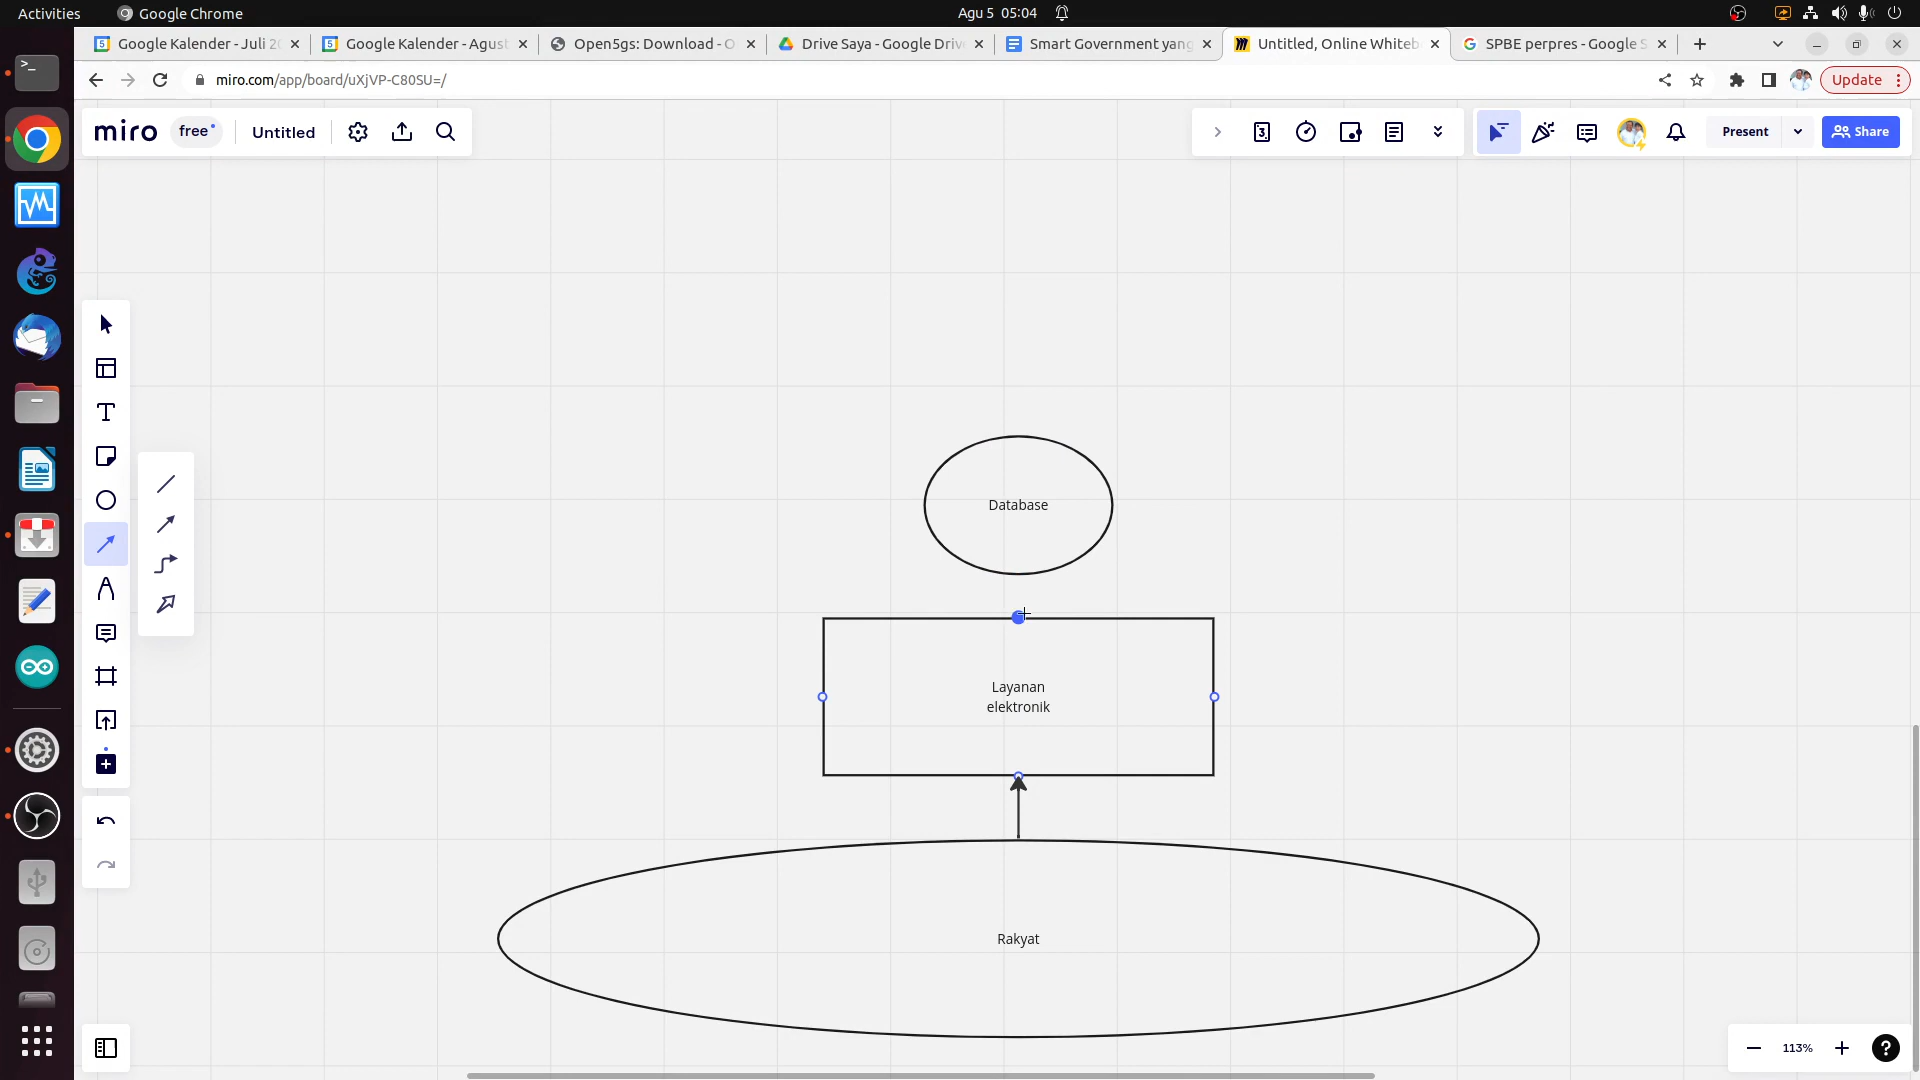 Activities
Google Chrome
Agu 5 05:04
Google Kalender - Juli 2
Google Kalender - Agust
Open5gs: Download - O
Drive Saya - Google Drive
Smart Government yang
Untitled, Online Whiteb
SPBE perpres - Google S
miro.com/app/board/uXjVP-C80SU=/
Update
miro
free
Untitled
3
Present
Share
Database
Layanan
elektronik
Rakyat
113%